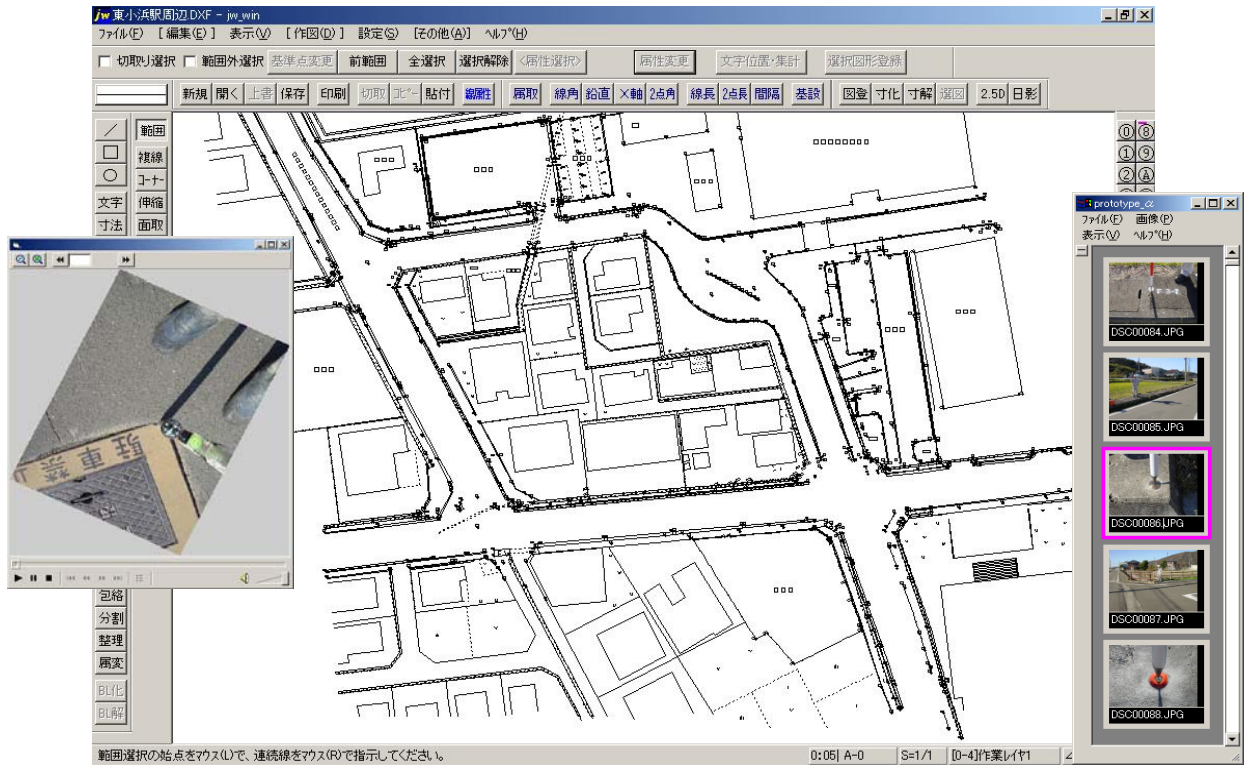 jw 東小浜駅周辺.DXF - jw_win
ファイル(F) [編集(E)] 表示(V) [作図(D)] 設定(S) [その他(A)] ヘルプ(H)
切取り選択 範囲外選択 基準点変更 前範囲 全選択 選択解除 <属性選択> 属性変更 文字位置・集計 選択図形登録
新規 開く 上書 保存 印刷 切取 コピー 貼付 線属性 属取 線角 鉛直 X軸 2点角 線長 2点長 間隔 基設 図登 寸化 寸解 選図 2.5D 日影
範囲
複線
コーナー
文字 伸縮
寸法 面取
0 8
1 9
2 A
prototype_α
ファイル(F) 画像(P)
表示(V) ヘルプ(H)
DSC00084.JPG
DSC00085.JPG
DSC00086.JPG
DSC00087.JPG
DSC00088.JPG
駐車禁止
包絡
分割
整理
属変
BL化
BL解
範囲選択の始点をマウス(L)で、連続線をマウス(R)で指示してください。
0:05| A-0 S=1/1 [0-4]作業レイヤ1 ∠